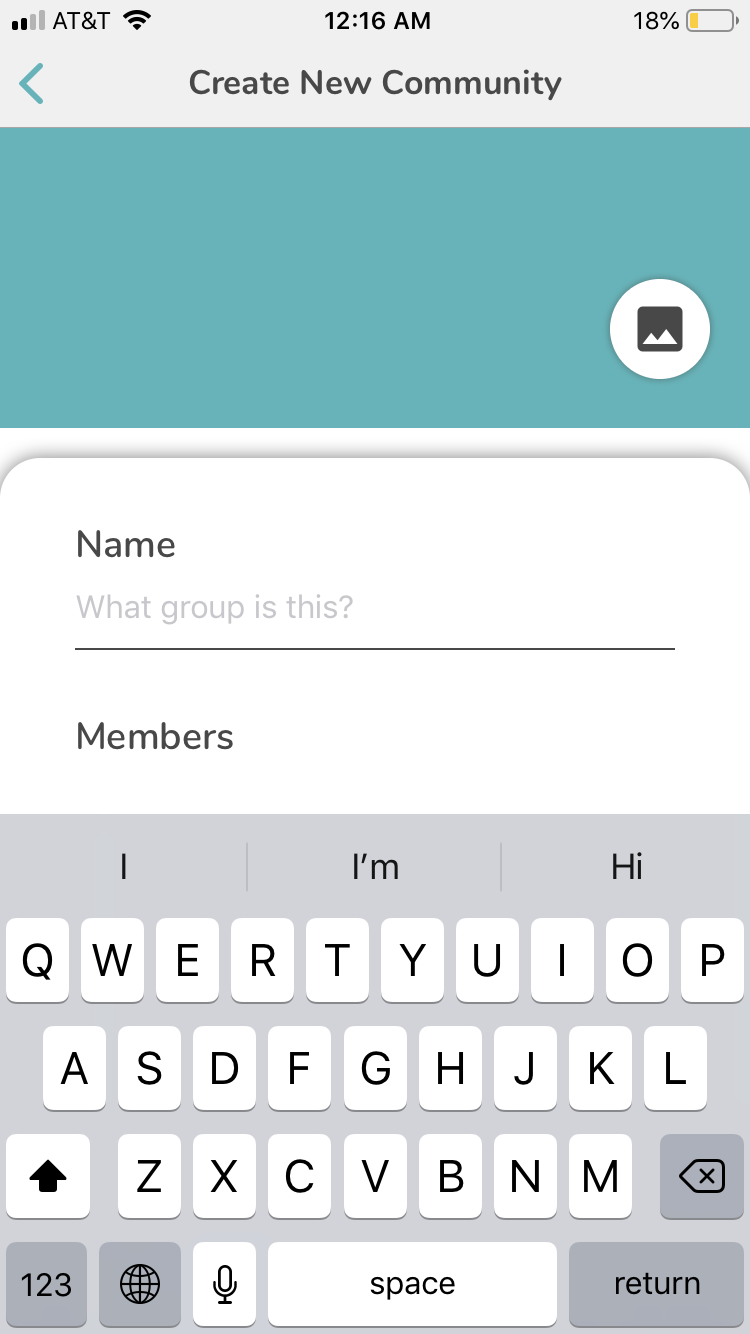 AT&T 12:16 AM 18%
Create New Community
Name
What group is this?
Members
I I'm Hi
Q W E R T Y U I O P
A S D F G H J K L
Z X C V B N M
123 space return